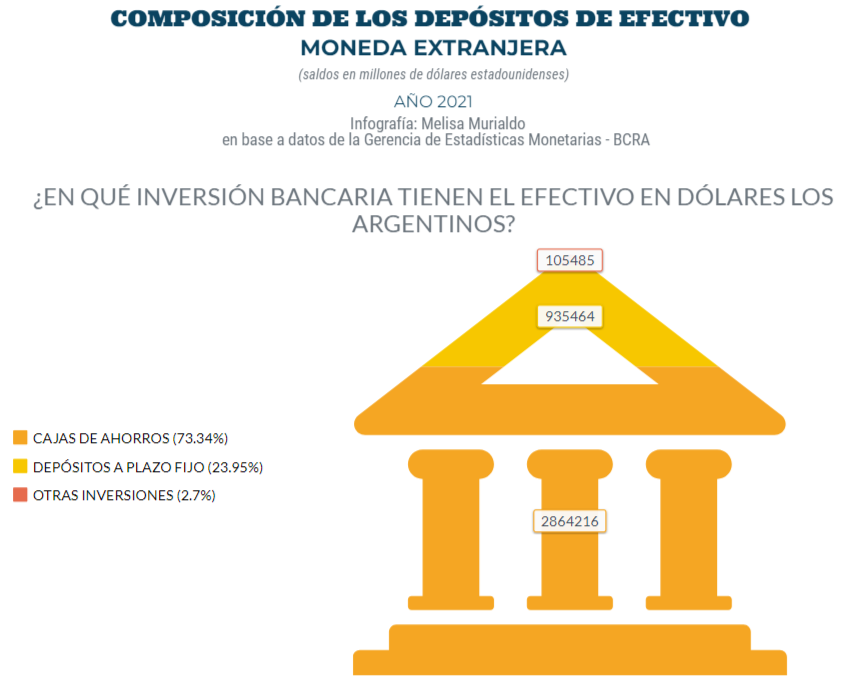 COMPOSICIÓN DE LOS DEPÓSITOS DE EFECTIVO
MONEDA EXTRANJERA
(saldos en millones de dólares estadounidenses)
AÑO 2021
Infografía: Melisa Murialdo
en base a datos de la Gerencia de Estadísticas Monetarias - BCRA
¿EN QUÉ INVERSIÓN BANCARIA TIENEN EL EFECTIVO EN DÓLARES LOS
ARGENTINOS?
105485
935464
CAJAS DE AHORROS (73.34%)
DEPÓSITOS A PLAZO FIJO (23.95%)
OTRAS INVERSIONES (2.7%)
2864216